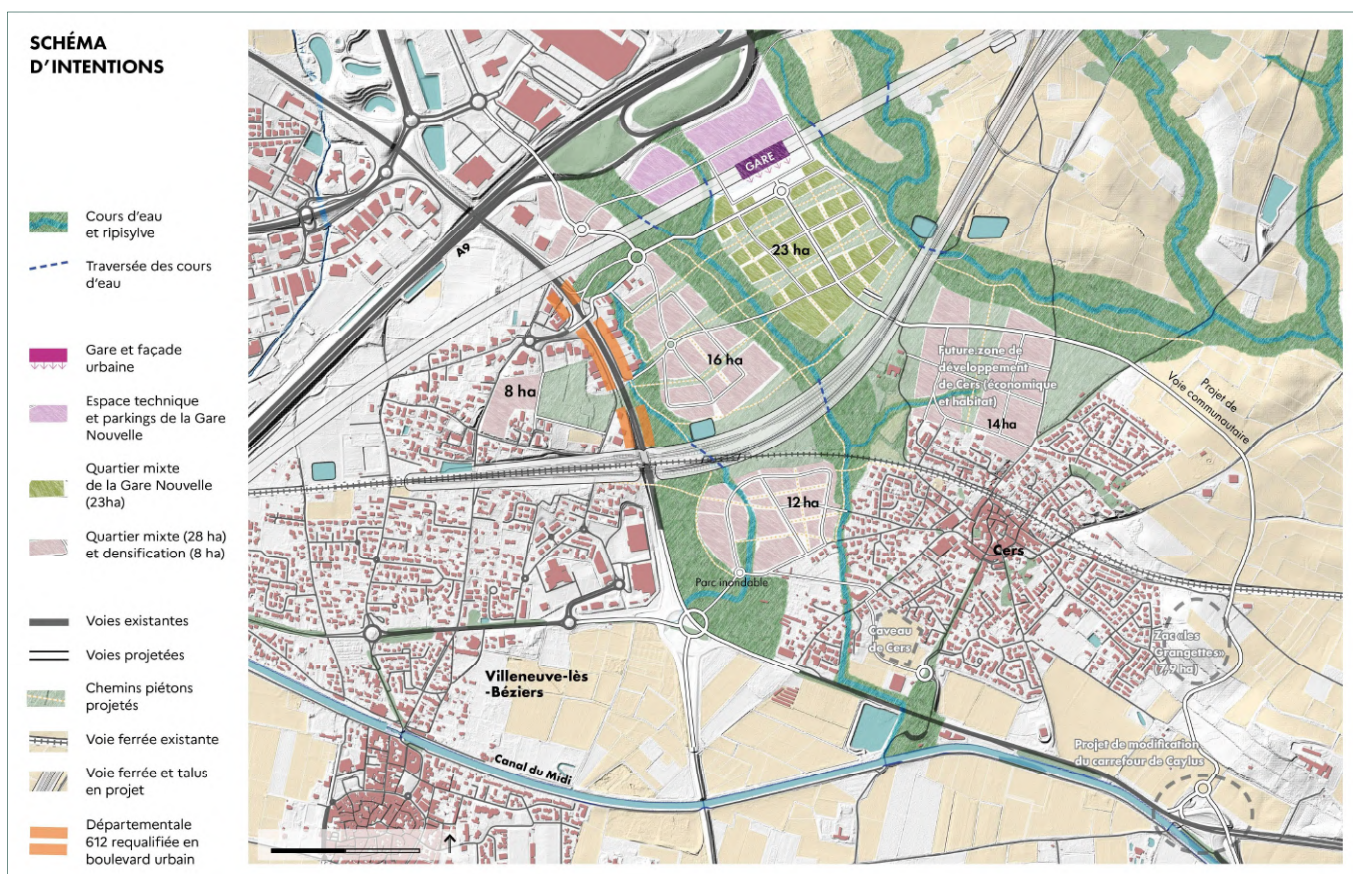 SCHÉMA
D'INTENTIONS
Cours d'eau
et ripisylve
Traversée des cours
d'eau
Gare et façade
urbaine
Espace technique
et parkings de la Gare
Nouvelle
Quartier mixte
de la Gare Nouvelle
(23ha)
Quartier mixte (28 ha)
et densification (8 ha)
Voies existantes
Voies projetées
Chemins piétons
projetés
Voie ferrée existante
Voie ferrée et talus
en projet
Départementale
612 requalifiée en
boulevard urbain
GARE
A9
23 ha
16 ha
8 ha
Future zone de
développement
de Cers (économique
et habitat)
14 ha
Projet de
Voie communautaire
12 ha
Cers
Parc inondable
Caveau
de Cers
Zac «les
Grangettes»
(7,9 ha)
Villeneuve-lès
-Béziers
Canal du Midi
Projet de modification
du carrefour de Caylus